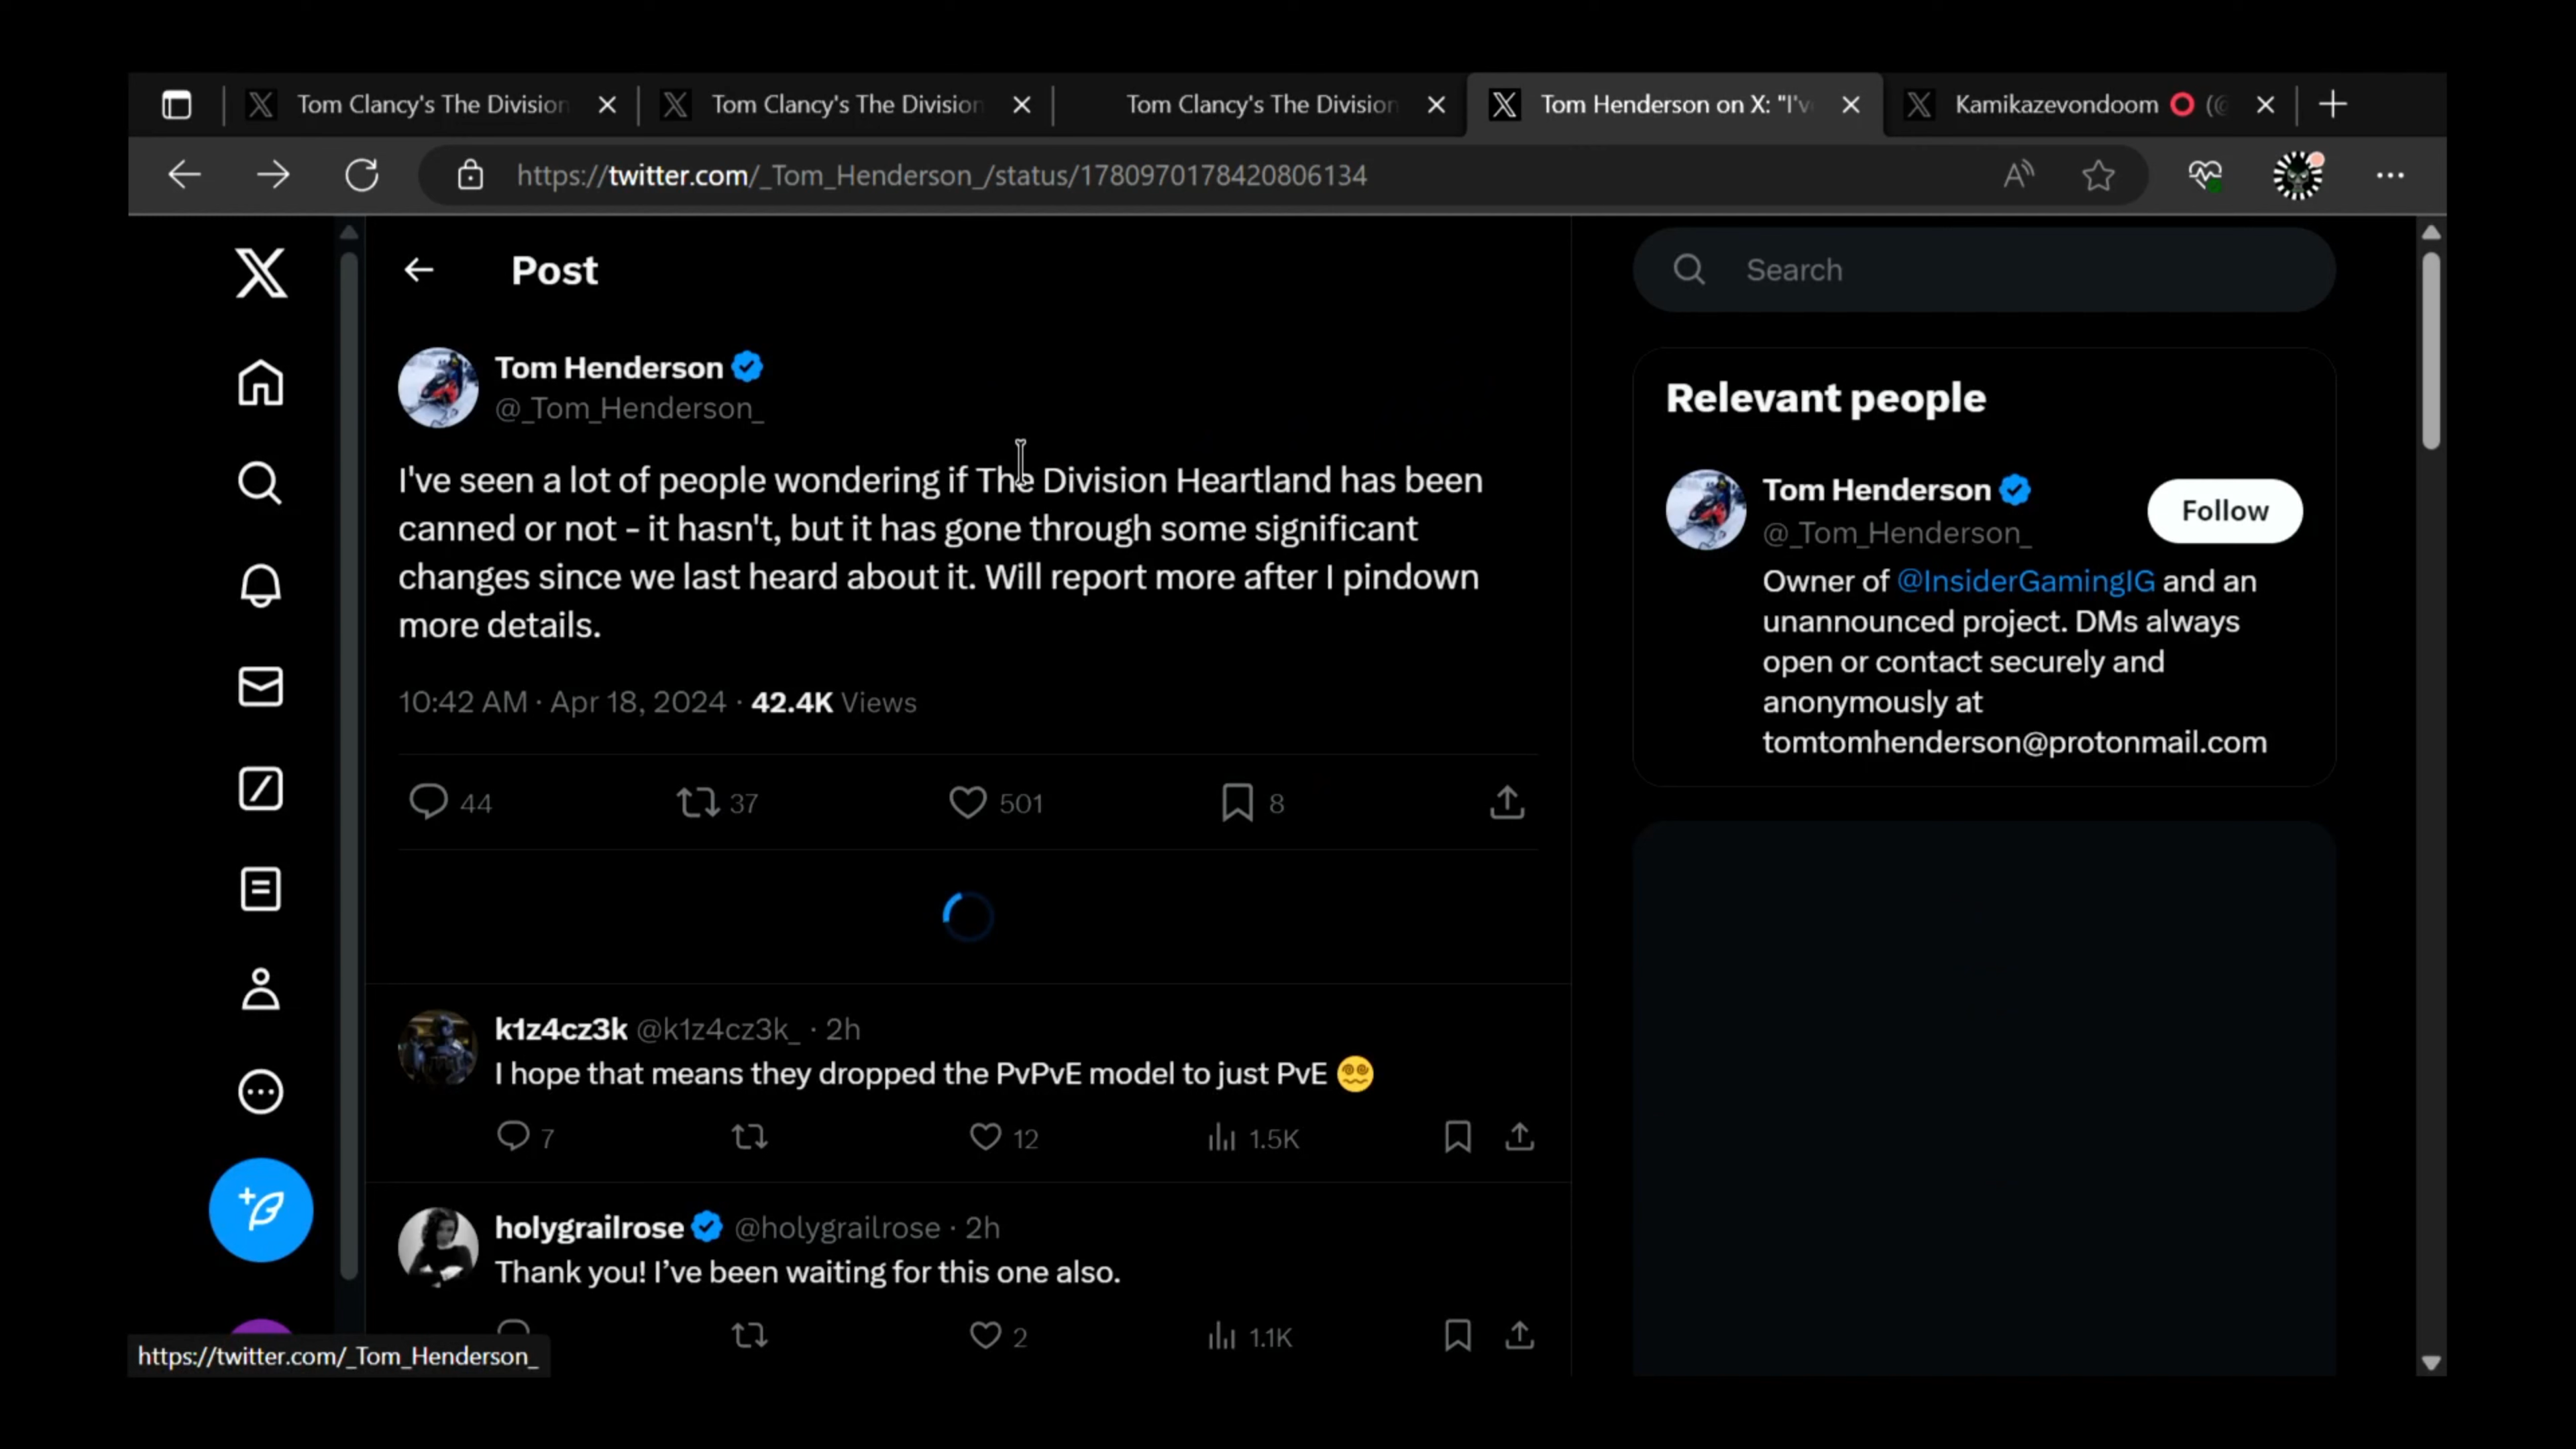 Tom Clancy's The Division
Tom Clancy's The Division
Tom Clancy's The Division
Tom Henderson on X: "I'v
Kamikazevondoom ⭕ (@
https://twitter.com/_Tom_Henderson_/status/1780970178420806134
Post
Search
Tom Henderson
@_Tom_Henderson_
I've seen a lot of people wondering if The Division Heartland has been
canned or not - it hasn't, but it has gone through some significant
changes since we last heard about it. Will report more after I pindown
more details.
10:42 AM · Apr 18, 2024 · 42.4K Views
44 37 501 8
Relevant people
Tom Henderson
@_Tom_Henderson_
Follow
Owner of @InsiderGamingIG and an
unannounced project. DMs always
open or contact securely and
anonymously at
tomtomhenderson@protonmail.com
k1z4cz3k @k1z4cz3k_ · 2h
I hope that means they dropped the PvPvE model to just PvE 😵‍💫
7 12 1.5K
holygrailrose @holygrailrose · 2h
Thank you! I've been waiting for this one also.
2 1.1K
https://twitter.com/_Tom_Henderson_